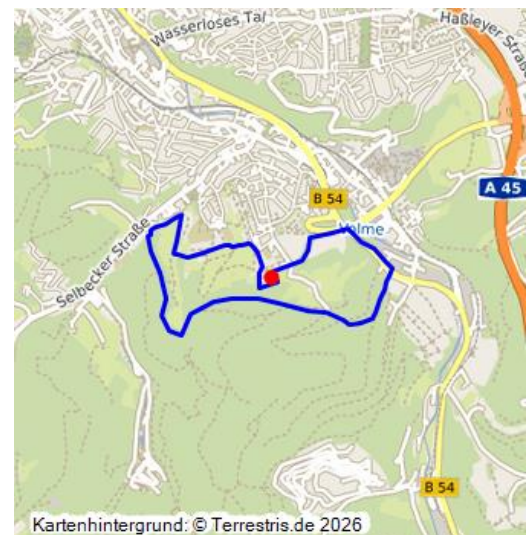 Wasserloses Tal
Haßleyer Straße
A 45
B 54
Volme
Selbecker Straße
B 54
Kartenhintergrund: © Terrestris.de 2026